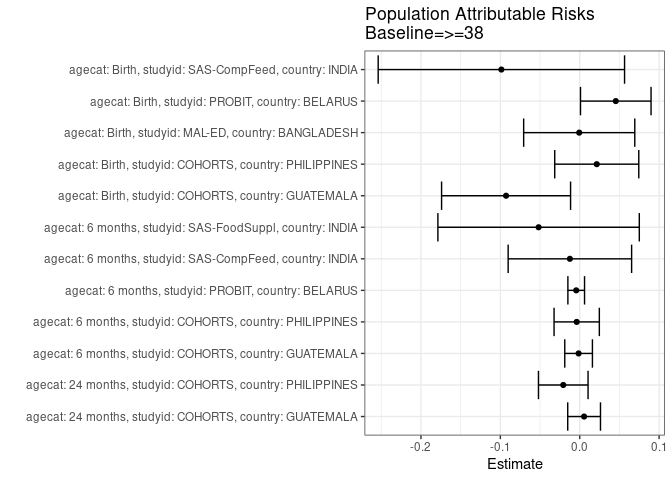 Population Attributable Risks
Baseline=>=38
agecat: Birth, studyid: SAS-CompFeed, country: INDIA
agecat: Birth, studyid: PROBIT, country: BELARUS
agecat: Birth, studyid: MAL-ED, country: BANGLADESH
agecat: Birth, studyid: COHORTS, country: PHILIPPINES
agecat: Birth, studyid: COHORTS, country: GUATEMALA
agecat: 6 months, studyid: SAS-FoodSuppl, country: INDIA
agecat: 6 months, studyid: SAS-CompFeed, country: INDIA
agecat: 6 months, studyid: PROBIT, country: BELARUS
agecat: 6 months, studyid: COHORTS, country: PHILIPPINES
agecat: 6 months, studyid: COHORTS, country: GUATEMALA
agecat: 24 months, studyid: COHORTS, country: PHILIPPINES
agecat: 24 months, studyid: COHORTS, country: GUATEMALA
-0.2 -0.1 0.0 0.1
Estimate